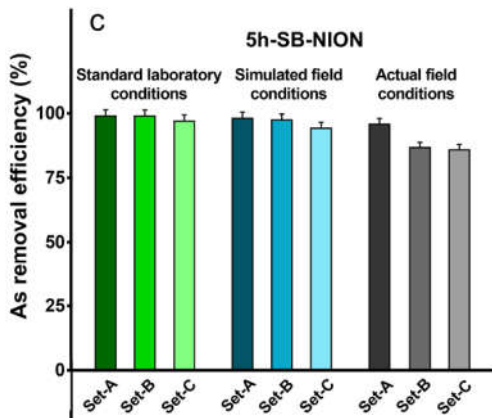 C
5h-SB-NION
Standard laboratory conditions
Simulated field conditions
Actual field conditions
As removal efficiency (%)
100
75
50
25
0
Set-A
Set-B
Set-C
Set-A
Set-B
Set-C
Set-A
Set-B
Set-C